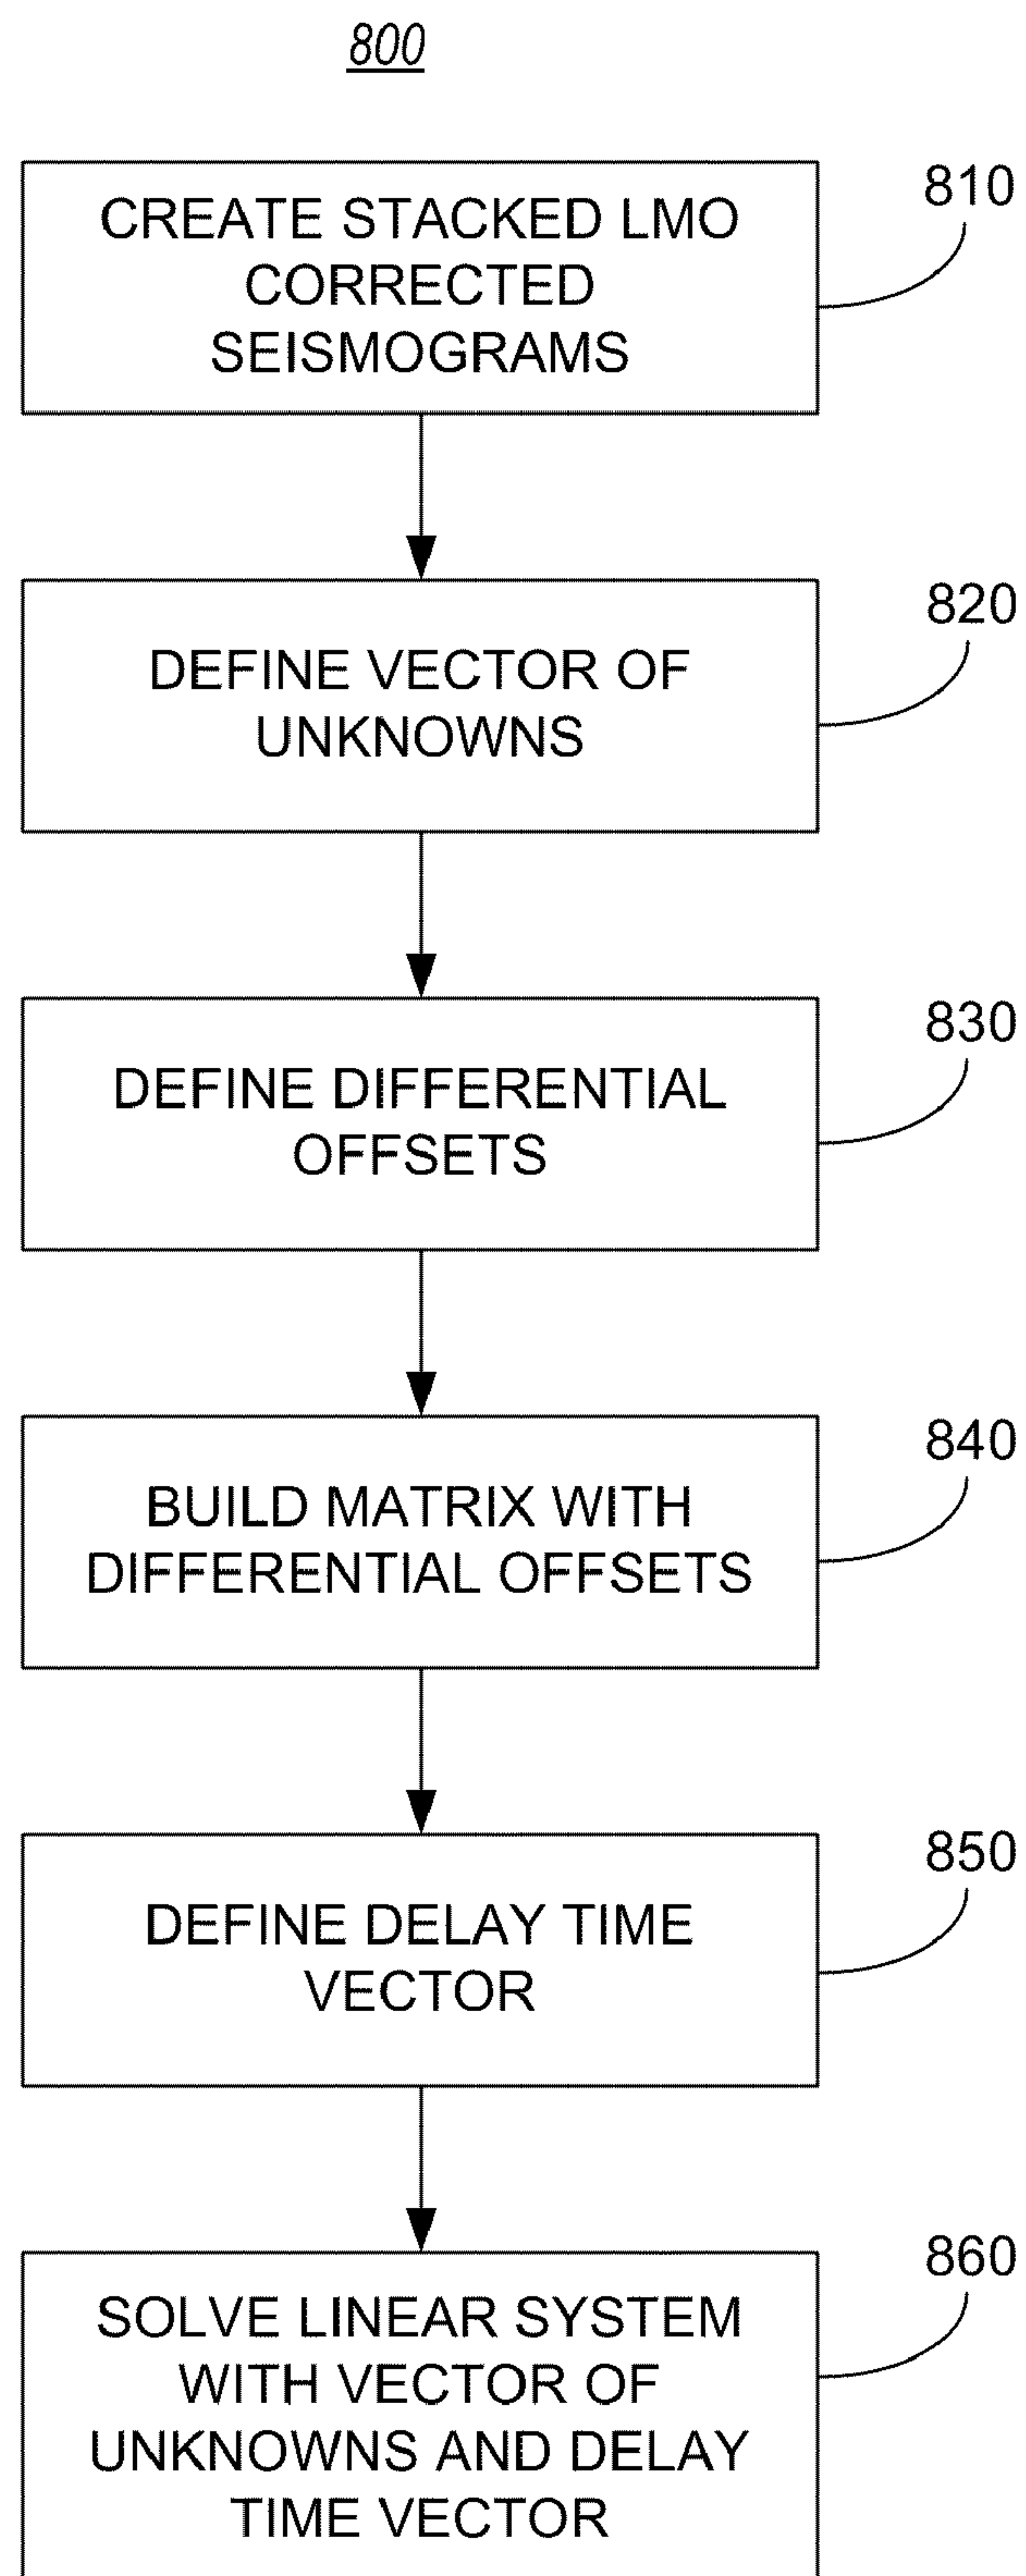 800
CREATE STACKED LMO
CORRECTED
SEISMOGRAMS
810
DEFINE VECTOR OF
UNKNOWNS
820
DEFINE DIFFERENTIAL
OFFSETS
830
BUILD MATRIX WITH
DIFFERENTIAL OFFSETS
840
DEFINE DELAY TIME
VECTOR
850
SOLVE LINEAR SYSTEM
WITH VECTOR OF
UNKNOWNS AND DELAY
TIME VECTOR
860